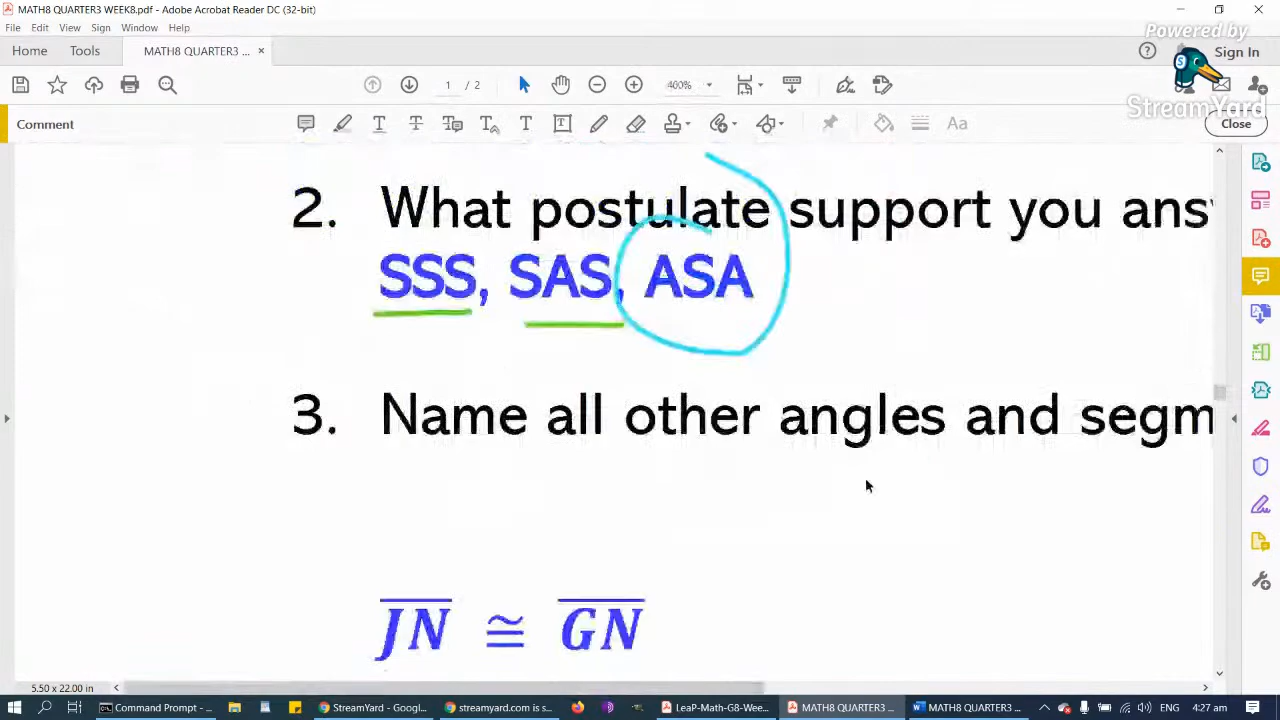 MATH8 QUARTER3 WEEK8.pdf - Adobe Acrobat Reader DC (32-bit)
File Edit View Sign Window Help
Powered by
StreamYard
Home Tools MATH8 QUARTER3 ... × Sign In
1 / 2 400%
Comment Close
2. What postulate support you ans
SSS, SAS, ASA
3. Name all other angles and segm
JN ≅ GN
5.50 x 22.00 in
Command Prompt - ... StreamYard - Googl... streamyard.com is s... LeaP-Math-G8-Wee... MATH8 QUARTER3 ... MATH8 QUARTER3 ... ENG 4:27 am